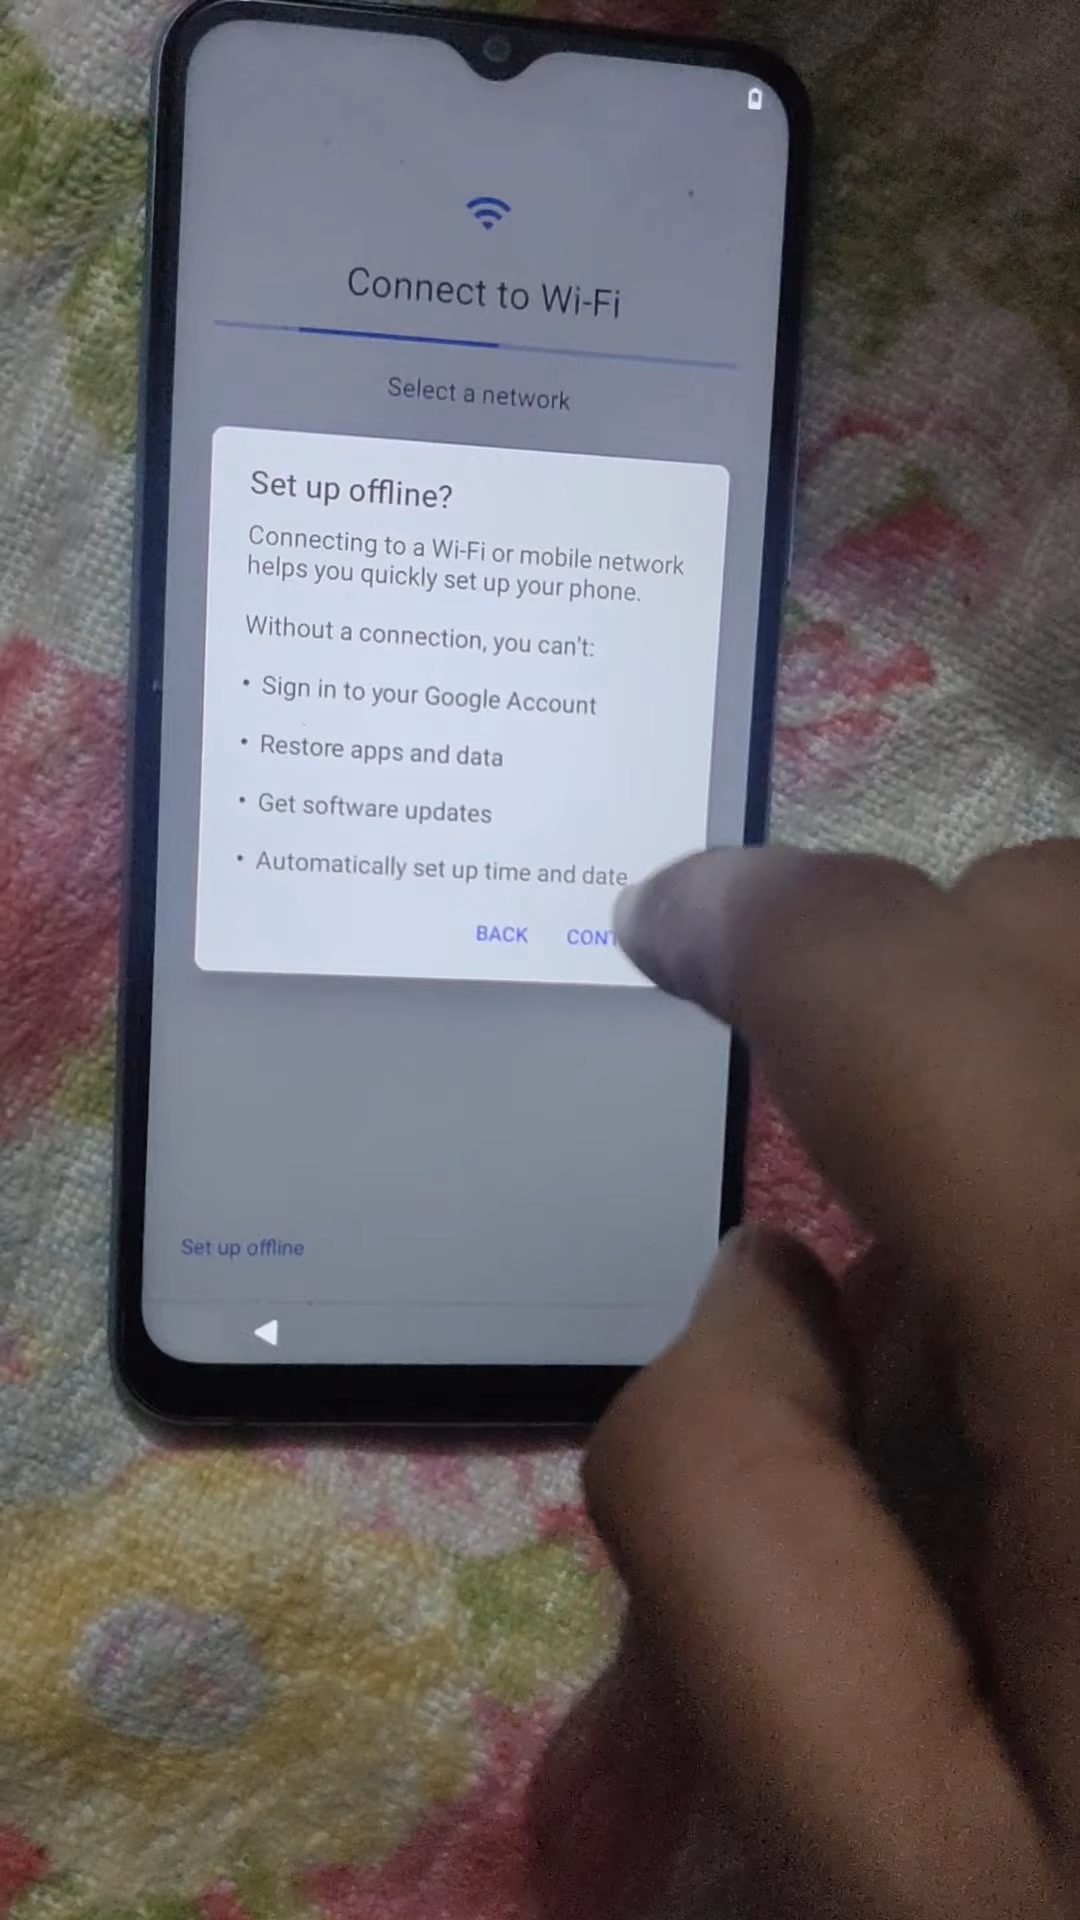 Connect to Wi-Fi
Select a network
Set up offline?
Connecting to a Wi-Fi or mobile network
helps you quickly set up your phone.
Without a connection, you can't:
• Sign in to your Google Account
• Restore apps and data
• Get software updates
• Automatically set up time and date
BACK
Set up offline